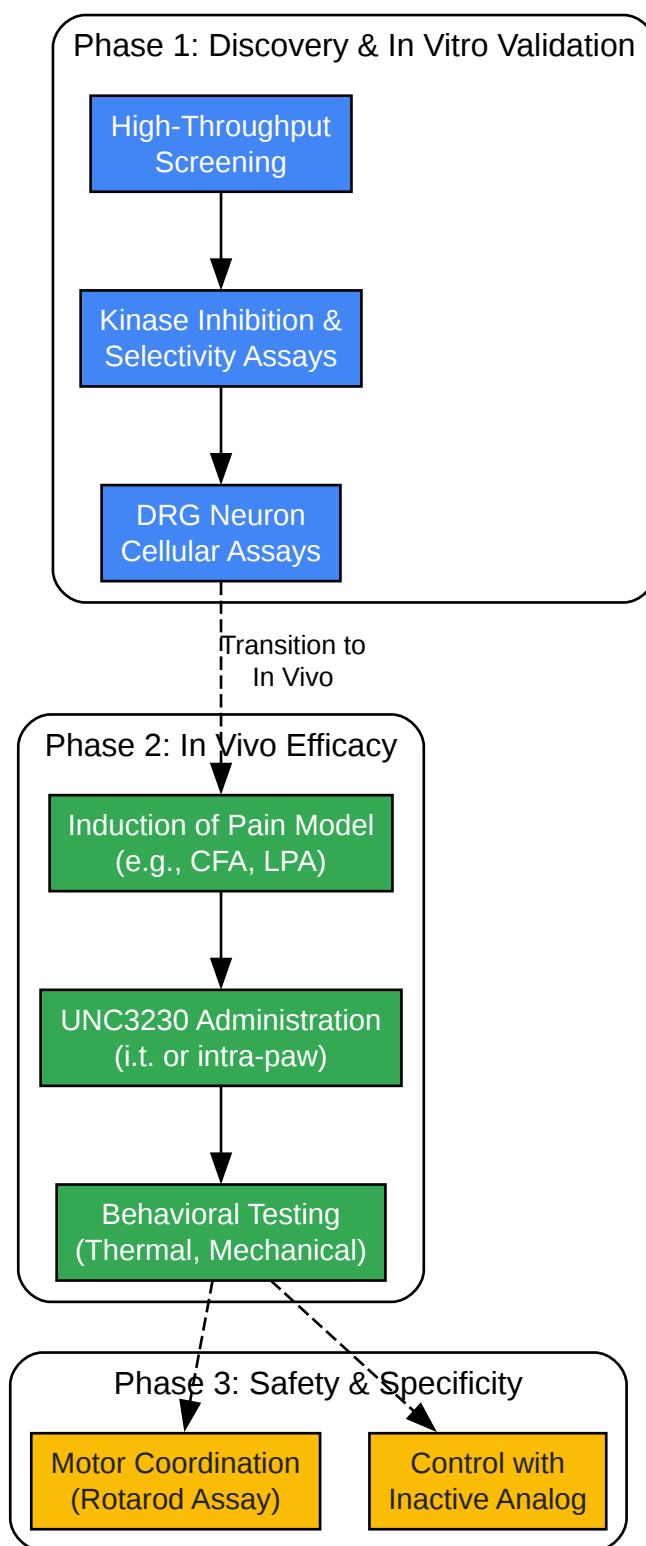 Phase 1: Discovery & In Vitro Validation
High-Throughput
Screening
Kinase Inhibition &
Selectivity Assays
DRG Neuron
Cellular Assays
Transition to
In Vivo
Phase 2: In Vivo Efficacy
Induction of Pain Model
(e.g., CFA, LPA)
UNC3230 Administration
(i.t. or intra-paw)
Behavioral Testing
(Thermal, Mechanical)
Phase 3: Safety & Specificity
Motor Coordination
(Rotarod Assay)
Control with
Inactive Analog